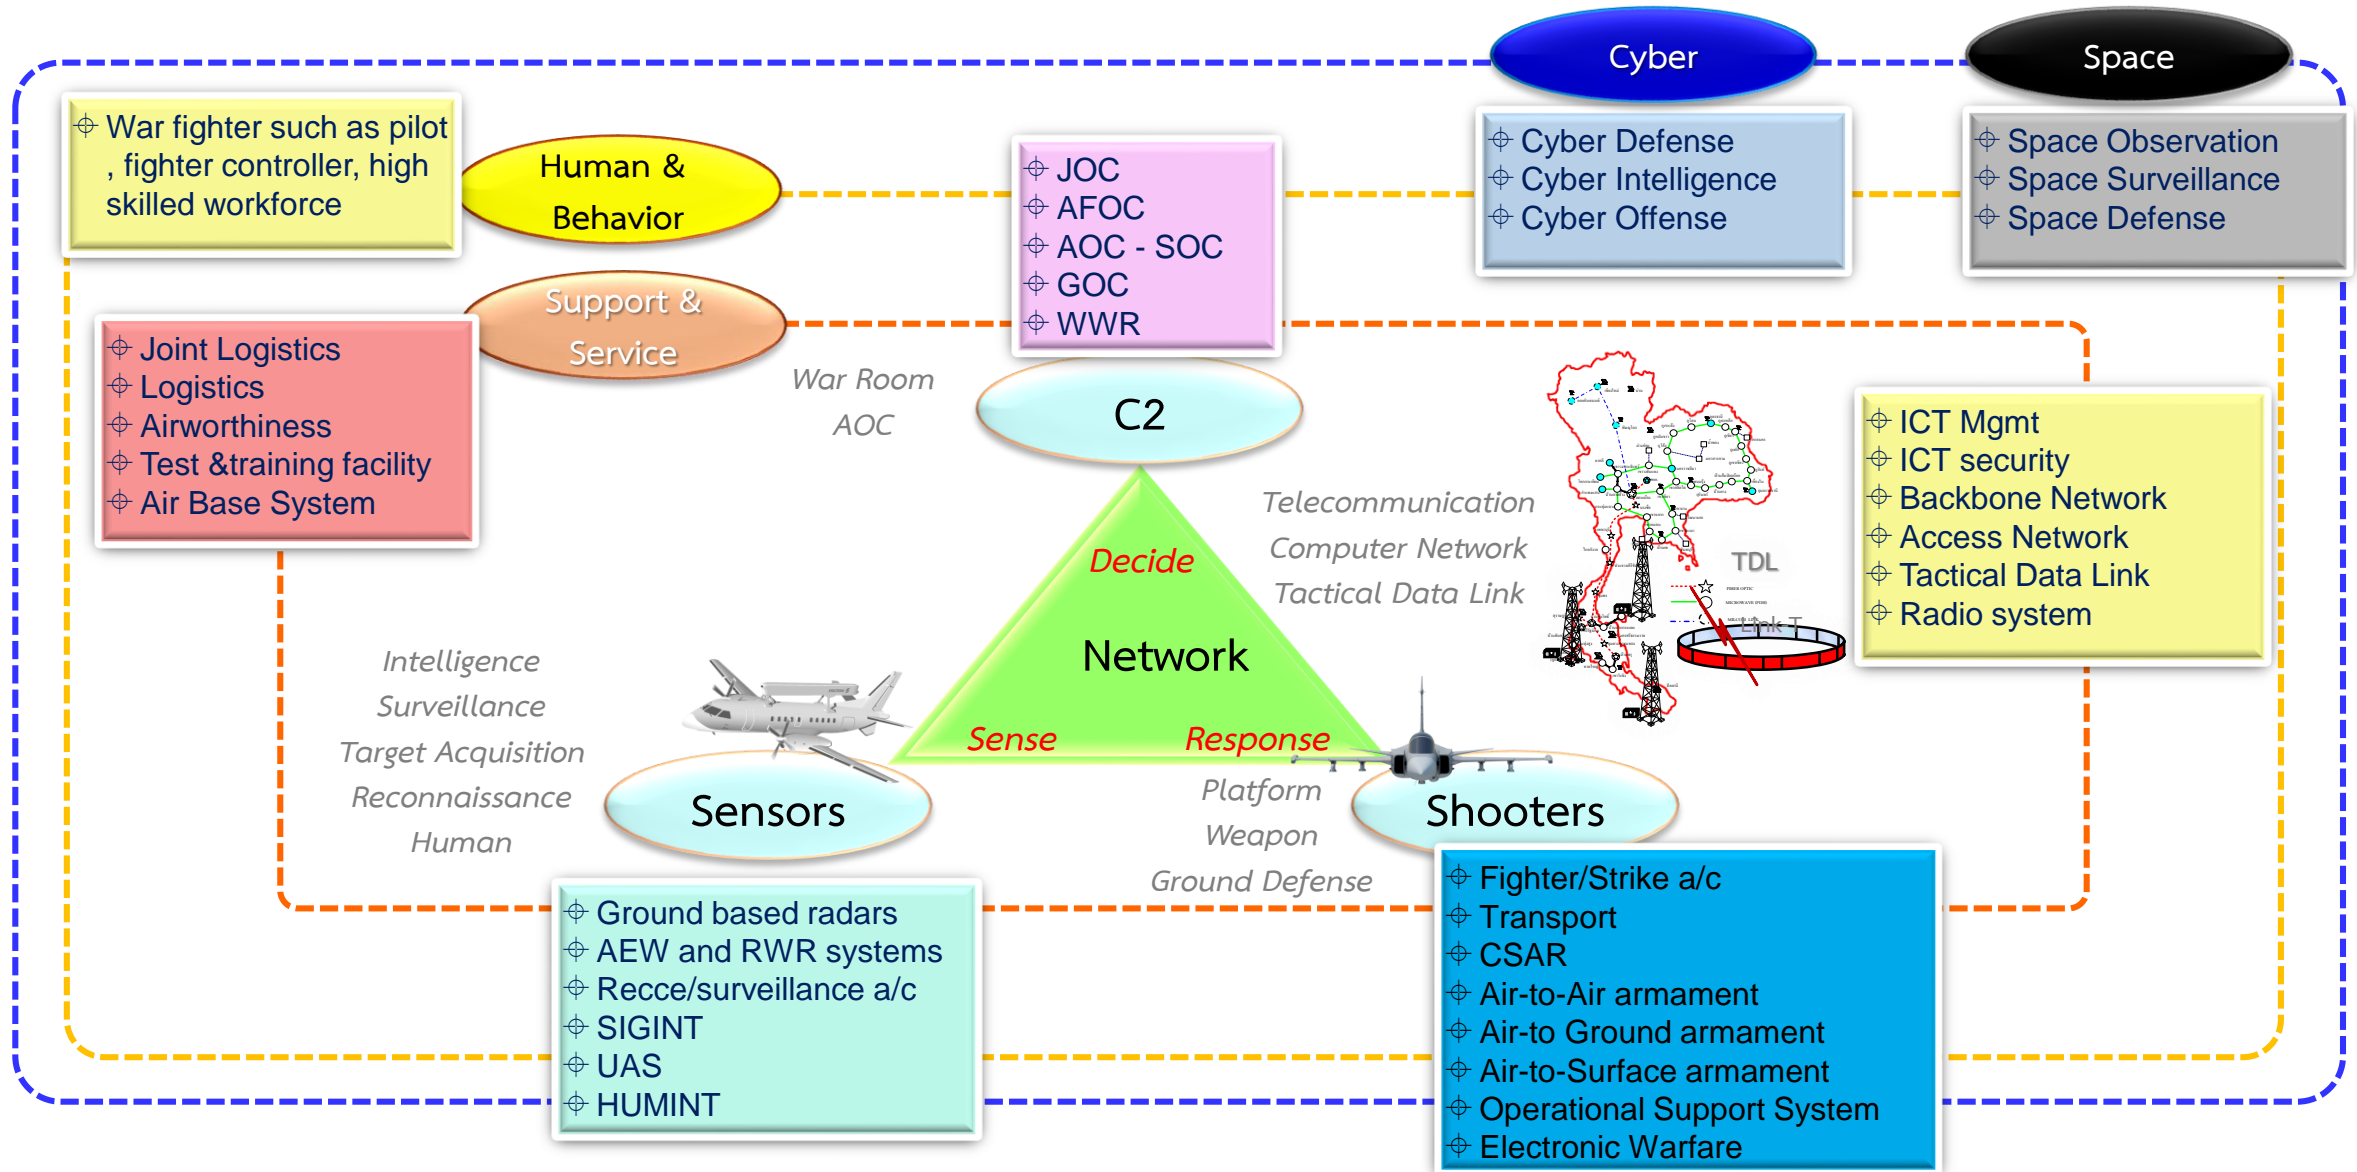 Cyber
Space
War fighter such as pilot
, fighter controller, high
skilled workforce
Human &
Behavior
JOC
AFOC
AOC - SOC
GOC
WWR
Cyber Defense
Cyber Intelligence
Cyber Offense
Space Observation
Space Surveillance
Space Defense
Support &
Service
Joint Logistics
Logistics
Airworthiness
Test &training facility
Air Base System
War Room
AOC
C2
Telecommunication
Computer Network
Tactical Data Link
TDL
FIBER OPTIC
Link-T
ICT Mgmt
ICT security
Backbone Network
Access Network
Tactical Data Link
Radio system
Decide
Network
Sense
Response
Intelligence
Surveillance
Target Acquisition
Reconnaissance
Human
Sensors
Platform
Weapon
Ground Defense
Shooters
Ground based radars
AEW and RWR systems
Recce/surveillance a/c
SIGINT
UAS
HUMINT
Fighter/Strike a/c
Transport
CSAR
Air-to-Air armament
Air-to Ground armament
Air-to-Surface armament
Operational Support System
Electronic Warfare